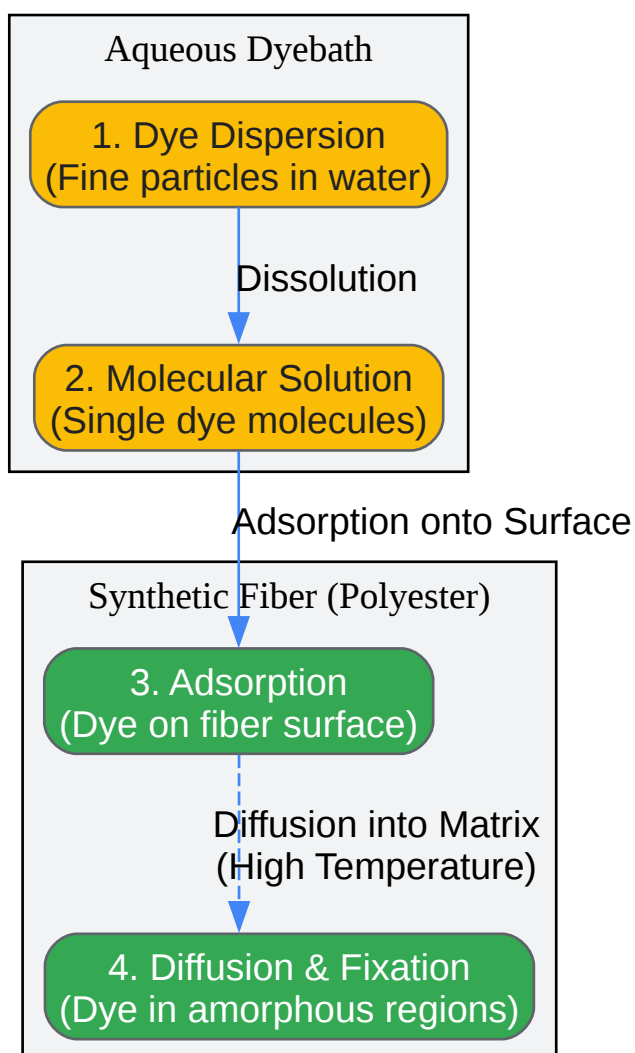 Aqueous Dyebath
1. Dye Dispersion
(Fine particles in water)
Dissolution
2. Molecular Solution
(Single dye molecules)
Adsorption onto Surface
Synthetic Fiber (Polyester)
3. Adsorption
(Dye on fiber surface)
Diffusion into Matrix
(High Temperature)
4. Diffusion & Fixation
(Dye in amorphous regions)